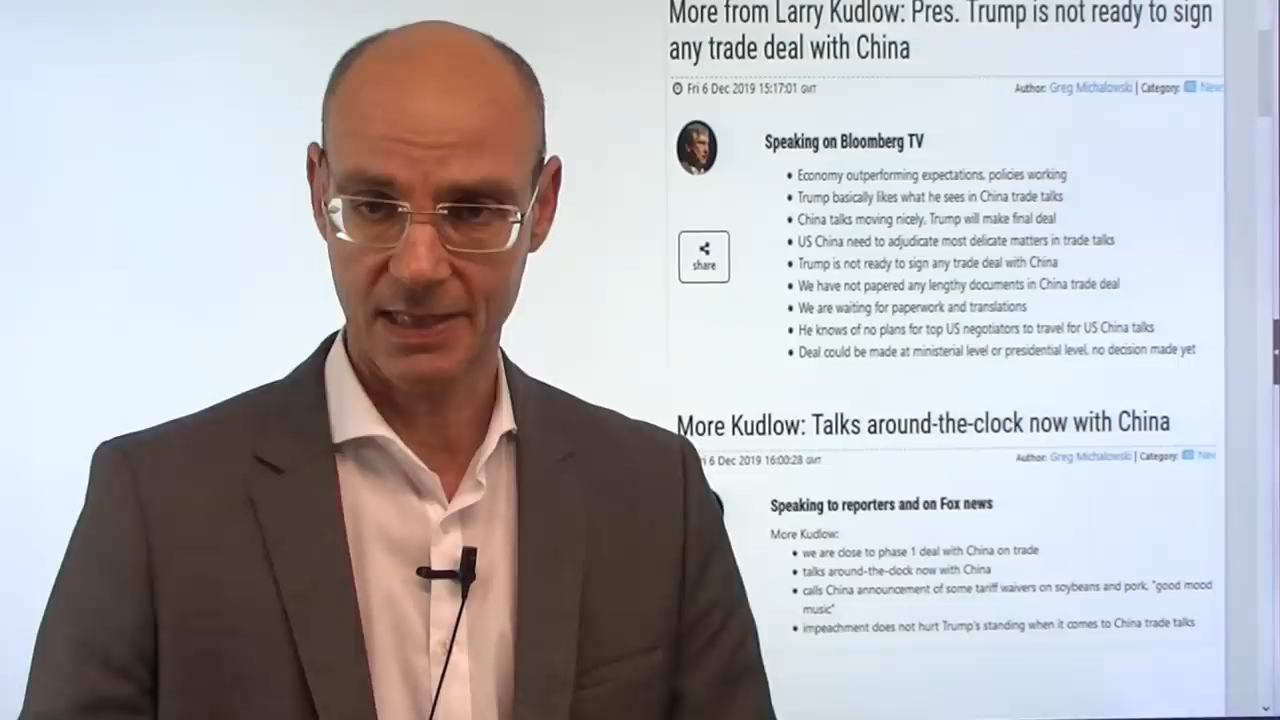 More from Larry Kudlow: Pres. Trump is not ready to sign
any trade deal with China
Fri 6 Dec 2019 15:17:01 GMT
Author: Greg Michalowski | Category: News
Speaking on Bloomberg TV
• Economy outperforming expectations, policies working
• Trump basically likes what he sees in China trade talks
• China talks moving nicely, Trump will make final deal
• US China need to adjudicate most delicate matters in trade talks
• Trump is not ready to sign any trade deal with China
• We have not papered any lengthy documents in China trade deal
• We are waiting for paperwork and translations
• He knows of no plans for top US negotiators to travel for US China talks
• Deal could be made at ministerial level or presidential level, no decision made yet
share
More Kudlow: Talks around-the-clock now with China
6 Dec 2019 16:00:28 GMT
Author: Greg Michalowski | Category: New
Speaking to reporters and on Fox news
More Kudlow:
• we are close to phase 1 deal with China on trade
• talks around-the-clock now with China
• calls China announcement of some tariff waivers on soybeans and pork, "good mood
music"
• impeachment does not hurt Trump's standing when it comes to China trade talks